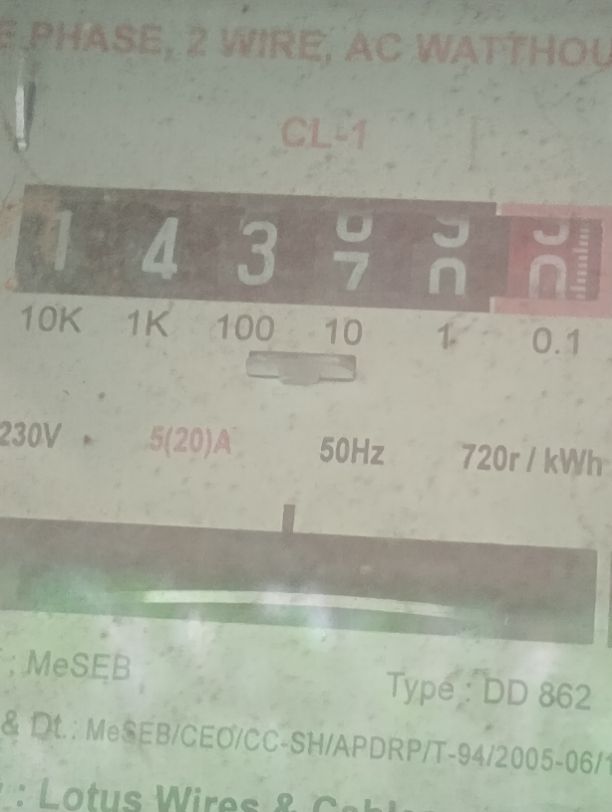 E PHASE, 2 WIRE, AC WATTHOU
CL-1
1 4 3
10K 1K 100 10 1 0.1
230V 5(20)A 50Hz 720r / kWh
: MeSEB
Type : DD 862
& Dt.: MeSEB/CEO/CC-SH/APDRP/T-94/2005-06/1
: Lotus Wires &